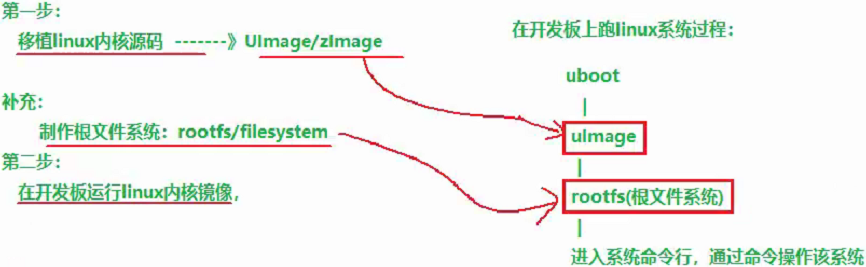 第一步：
移植linux内核源码 -------》UImage/zImage
补充：
制作根文件系统：rootfs/filesystem
第二步：
在开发板运行linux内核镜像，
在开发板上跑linux系统过程：
uboot
|
uImage
|
rootfs(根文件系统)
|
进入系统命令行，通过命令操作该系统